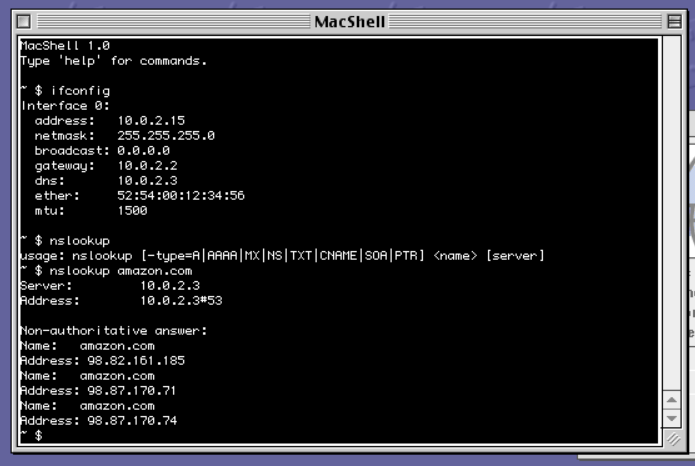 MacShell
MacShell 1.0
Type 'help' for commands.
~ $ ifconfig
Interface 0:
address: 10.0.2.15
netmask: 255.255.255.0
broadcast: 0.0.0.0
gateway: 10.0.2.2
dns: 10.0.2.3
ether: 52:54:00:12:34:56
mtu: 1500
~ $ nslookup
usage: nslookup [-type=A|AAAA|MX|NS|TXT|CNAME|SOA|PTR] <name> [server]
~ $ nslookup amazon.com
Server: 10.0.2.3
Address: 10.0.2.3#53
Non-authoritative answer:
Name: amazon.com
Address: 98.82.161.185
Name: amazon.com
Address: 98.87.170.71
Name: amazon.com
Address: 98.87.170.74
~ $